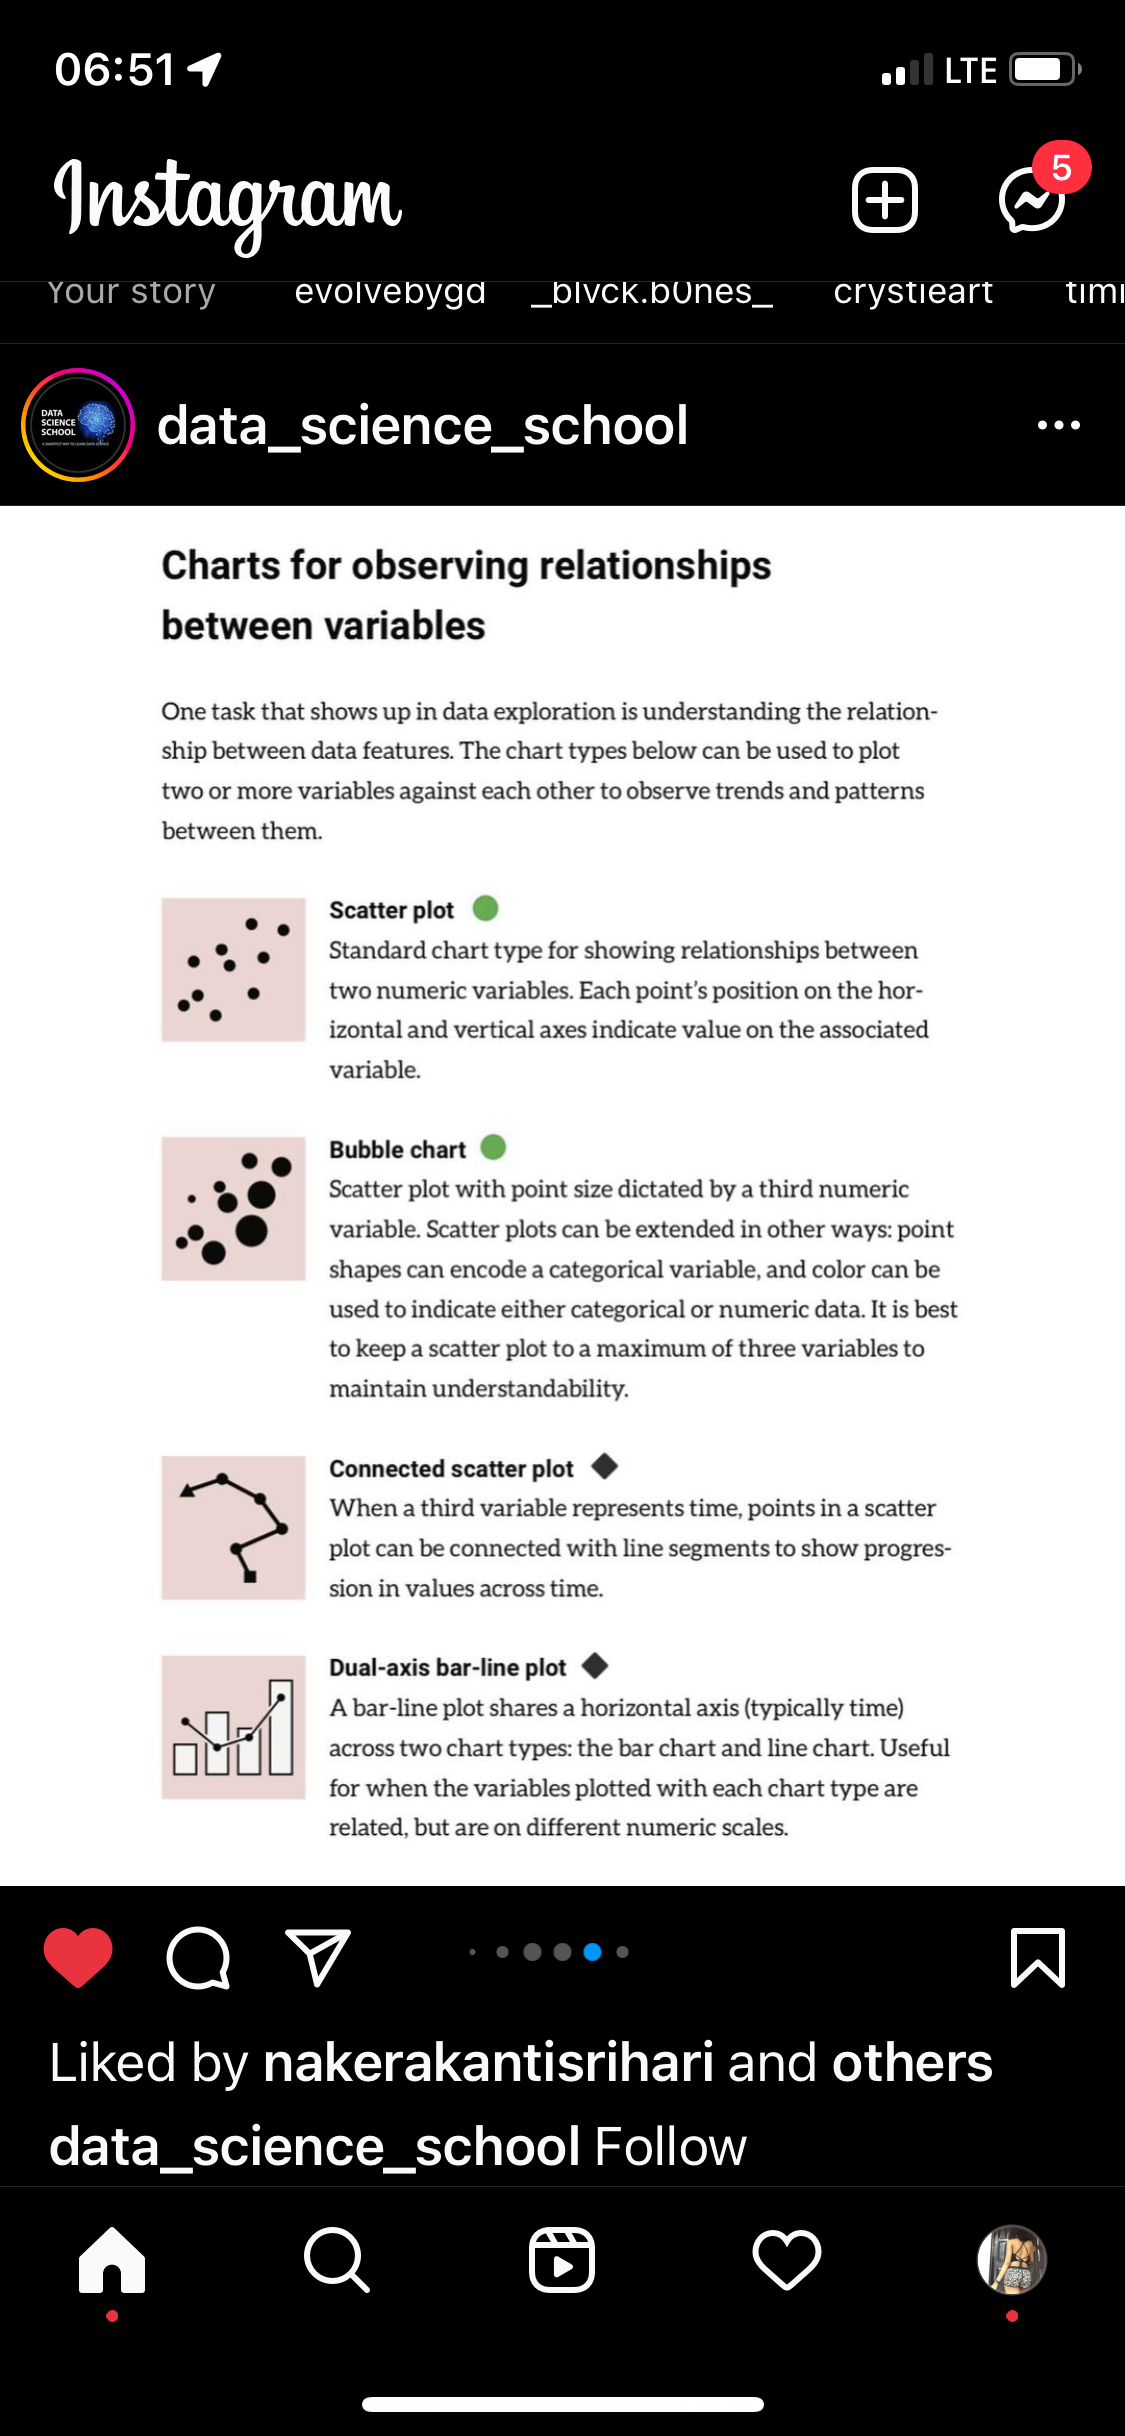 06:51
LTE
Instagram
5
Your story
evolvebygd
_blvck.b0nes_
crystieart
timi
DATA
SCIENCE
SCHOOL
data_science_school
Charts for observing relationships
between variables
One task that shows up in data exploration is understanding the relation-
ship between data features. The chart types below can be used to plot
two or more variables against each other to observe trends and patterns
between them.
Scatter plot
Standard chart type for showing relationships between
two numeric variables. Each point’s position on the hor-
izontal and vertical axes indicate value on the associated
variable.
Bubble chart
Scatter plot with point size dictated by a third numeric
variable. Scatter plots can be extended in other ways: point
shapes can encode a categorical variable, and color can be
used to indicate either categorical or numeric data. It is best
to keep a scatter plot to a maximum of three variables to
maintain understandability.
Connected scatter plot
When a third variable represents time, points in a scatter
plot can be connected with line segments to show progres-
sion in values across time.
Dual-axis bar-line plot
A bar-line plot shares a horizontal axis (typically time)
across two chart types: the bar chart and line chart. Useful
for when the variables plotted with each chart type are
related, but are on different numeric scales.
Liked by nakerakantisrihari and others
data_science_school Follow